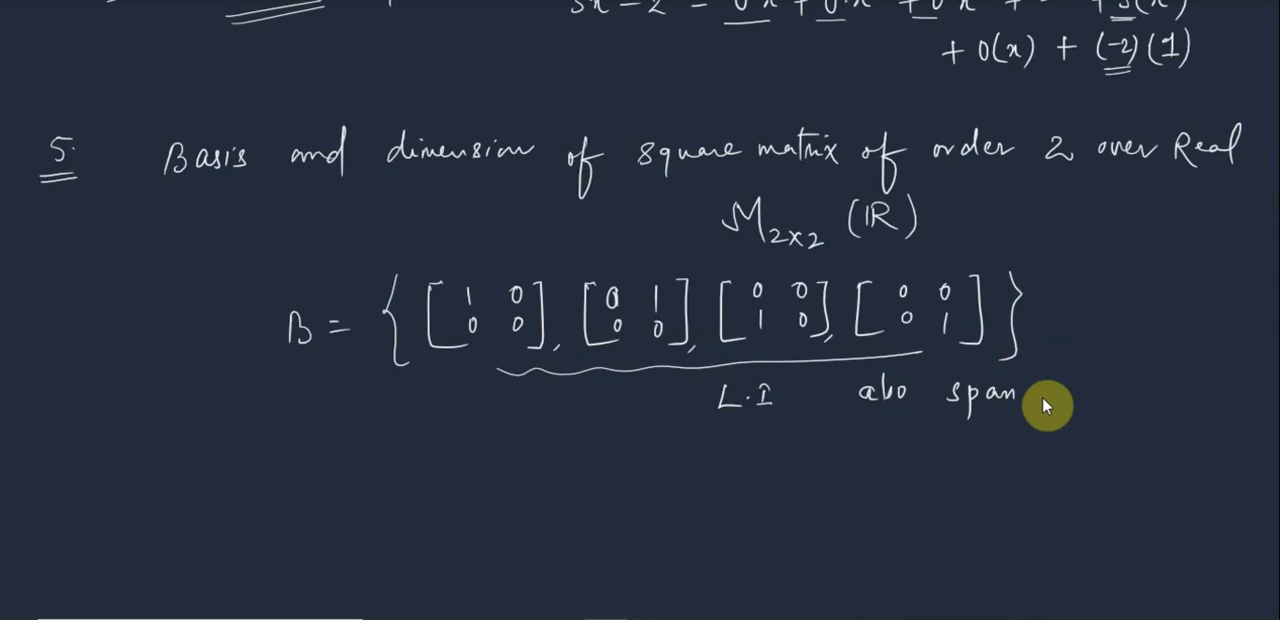 + 0(x) + (-2)(1)
5. Basis and dimension of square matrix of order 2 over Real
M2x2 (IR)
B = { [1 0 0 0], [0 1 0 0], [0 0 1 0], [0 0 0 1] }
L.I also span